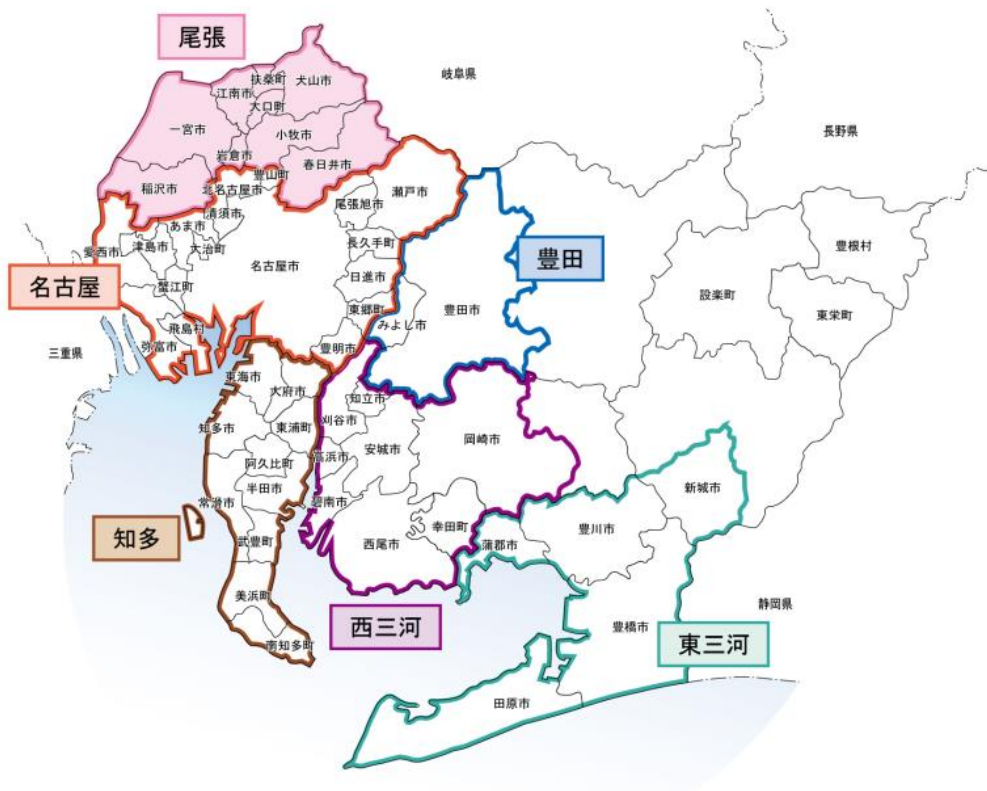 尾張
扶桑町
犬山市
岐阜県
江南市
大口町
一宮市
小牧市
長野県
岩倉市
春日井市
豊山町
稲沢市
北名古屋市
瀬戸市
尾張旭市
清須市
あま市
長久手町
愛西市
津島市
大治町
豊根村
豊田
名古屋市
日進市
名古屋
蟹江町
設楽町
東郷町
豊田市
東栄町
みよし市
飛島村
弥富市
豊明市
三重県
東海市
大府市
知立市
刈谷市
知多市
東浦町
岡崎市
安城市
高浜市
阿久比町
新城市
半田市
常滑市
碧南市
幸田町
豊川市
知多
武豊町
西尾市
蒲郡市
美浜町
静岡県
西三河
豊橋市
東三河
南知多町
田原市